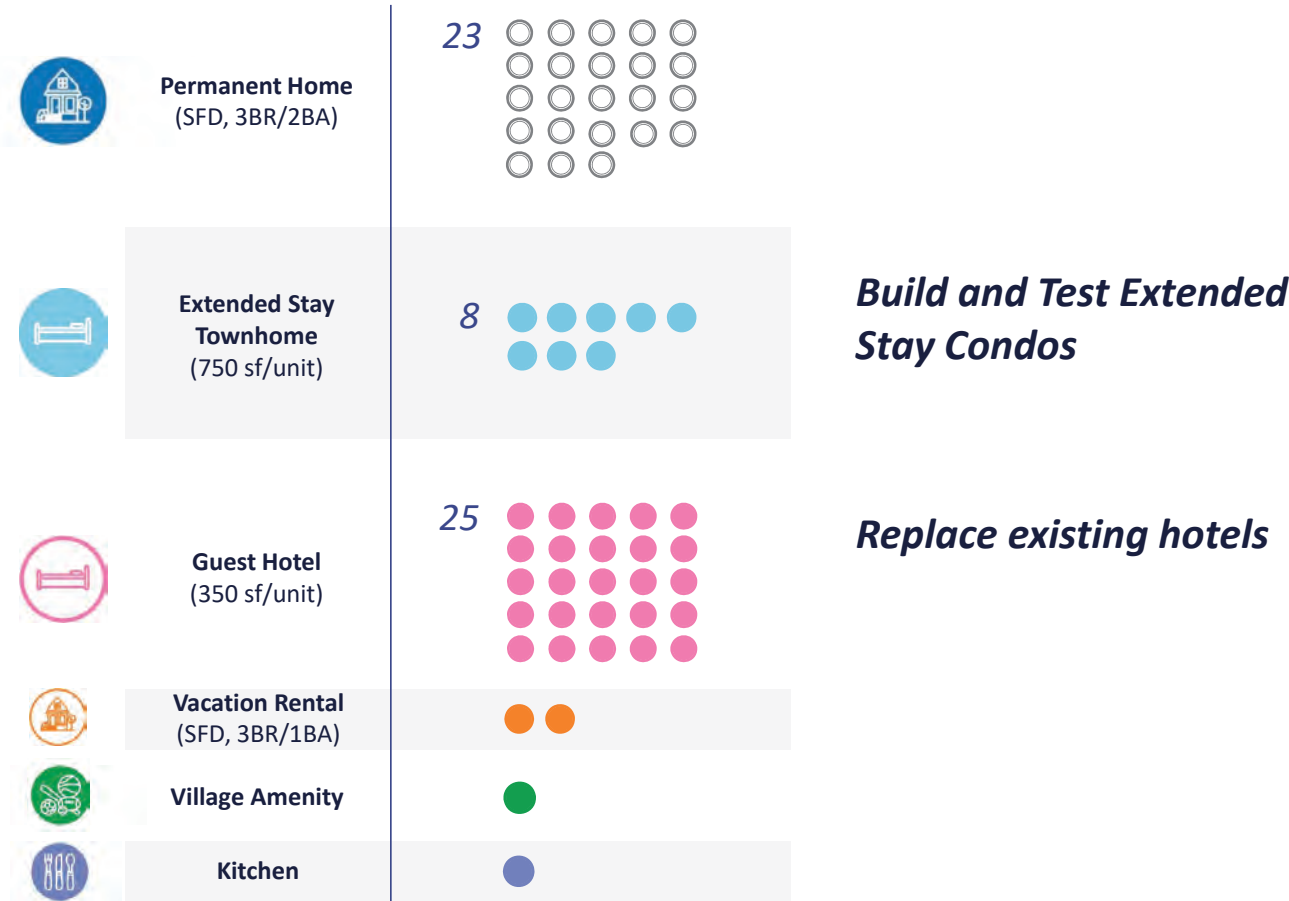 23
Permanent Home
(SFD, 3BR/2BA)
Extended Stay
Townhome
(750 sf/unit)
8
Build and Test Extended
Stay Condos
25
Replace existing hotels
Guest Hotel
(350 sf/unit)
Vacation Rental
(SFD, 3BR/1BA)
Village Amenity
Kitchen